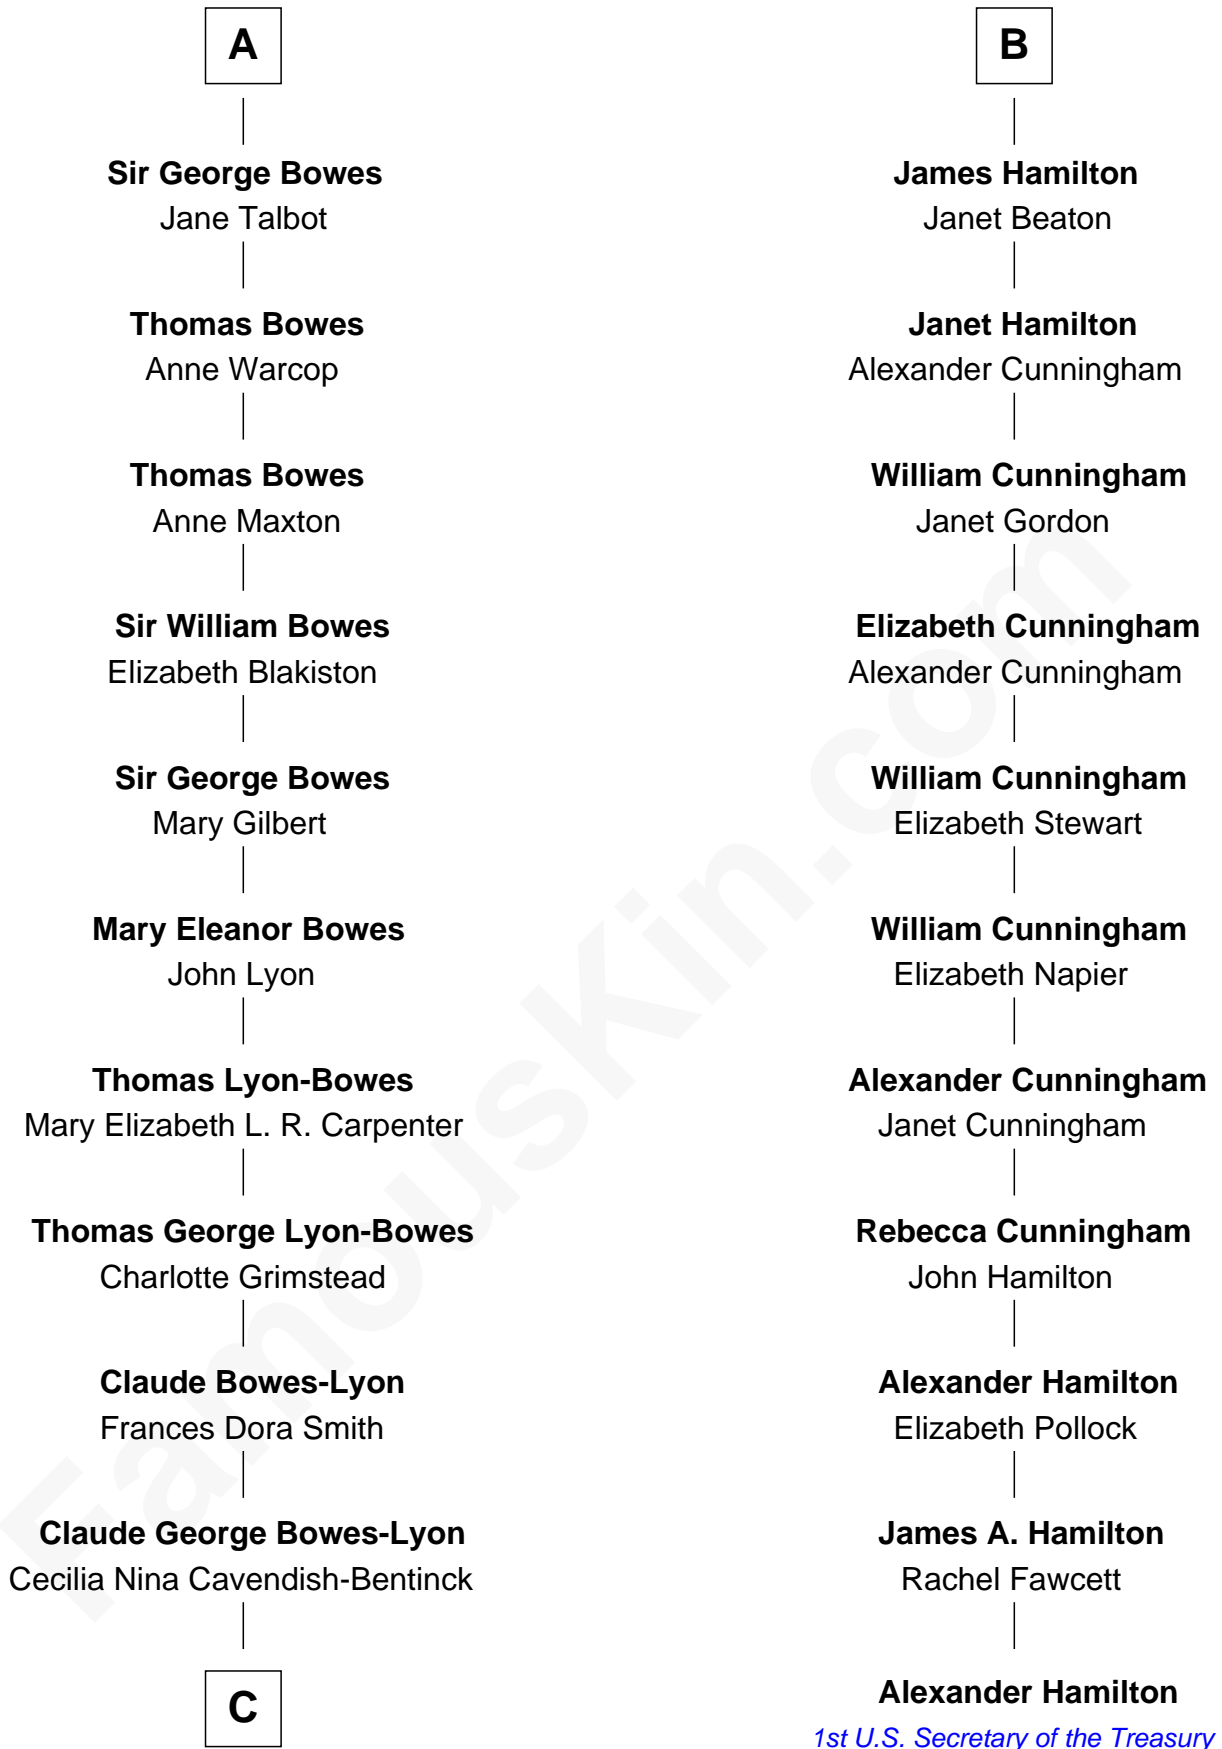 A
Sir George Bowes
Jane Talbot
Thomas Bowes
Anne Warcop
Thomas Bowes
Anne Maxton
Sir William Bowes
Elizabeth Blakiston
Sir George Bowes
Mary Gilbert
Mary Eleanor Bowes
John Lyon
Thomas Lyon-Bowes
Mary Elizabeth L. R. Carpenter
Thomas George Lyon-Bowes
Charlotte Grimstead
Claude Bowes-Lyon
Frances Dora Smith
Claude George Bowes-Lyon
Cecilia Nina Cavendish-Bentinck
C
B
James Hamilton
Janet Beaton
Janet Hamilton
Alexander Cunningham
William Cunningham
Janet Gordon
Elizabeth Cunningham
Alexander Cunningham
William Cunningham
Elizabeth Stewart
William Cunningham
Elizabeth Napier
Alexander Cunningham
Janet Cunningham
Rebecca Cunningham
John Hamilton
Alexander Hamilton
Elizabeth Pollock
James A. Hamilton
Rachel Fawcett
Alexander Hamilton
1st U.S. Secretary of the Treasury
FamousKin.com